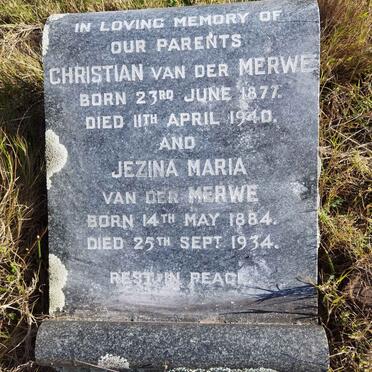 IN LOVING MEMORY OF
OUR PARENTS
CHRISTIAN VAN DER MERWE
BORN 23RD JUNE 1877.
DIED 11TH APRIL 1940.
AND
JEZINA MARIA
VAN DER MERWE
BORN 14TH MAY 1884.
DIED 25TH SEPT. 1934.
REST IN PEACE